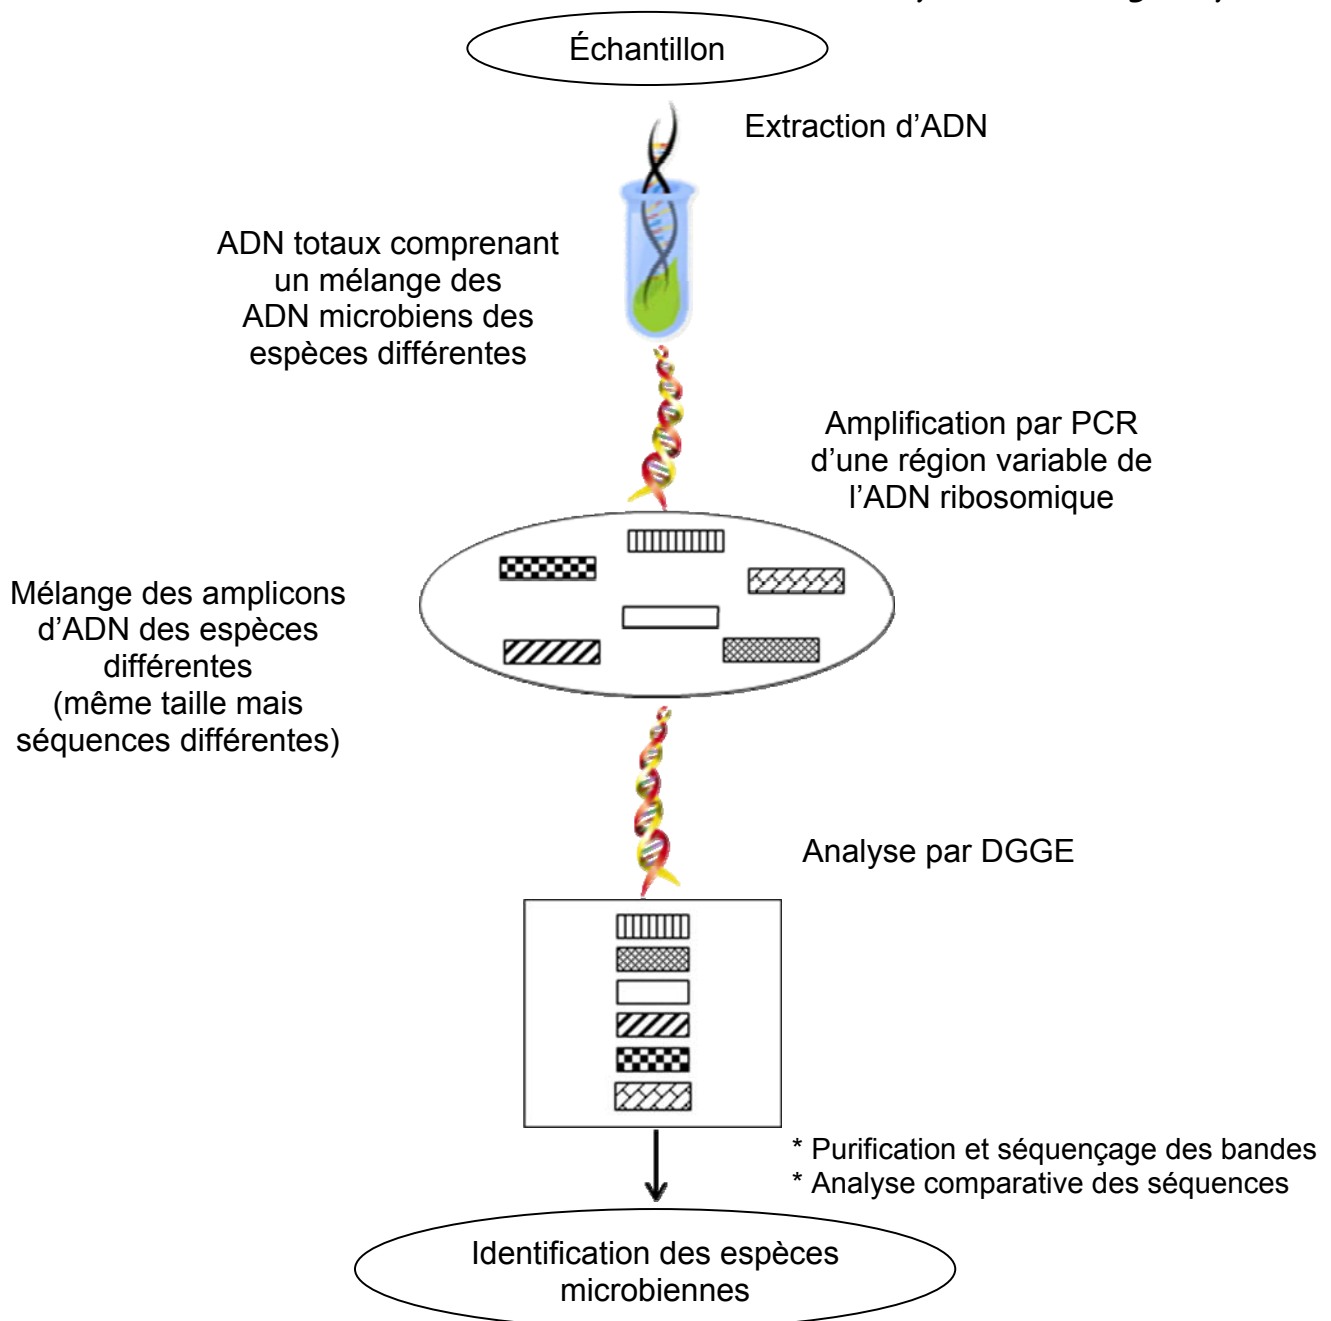 Échantillon
Extraction d’ADN
ADN totaux comprenant
un mélange des
ADN microbiens des
espèces différentes
Amplification par PCR
d’une région variable de
l’ADN ribosomique
Mélange des amplicons
d’ADN des espèces
différentes
(même taille mais
séquences différentes)
Analyse par DGGE
* Purification et séquençage des bandes
* Analyse comparative des séquences
Identification des espèces
microbiennes